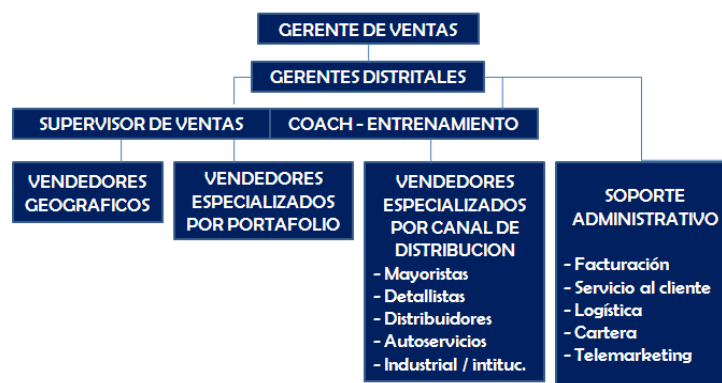 GERENTE DE VENTAS
GERENTES DISTRITALES
SUPERVISOR DE VENTAS
COACH - ENTRENAMIENTO
VENDEDORES
GEOGRAFICOS
VENDEDORES
ESPECIALIZADOS
POR PORTAFOLIO
VENDEDORES
ESPECIALIZADOS
POR CANAL DE
DISTRIBUCION
- Mayoristas
- Detallistas
- Distribuidores
- Autoservicios
- Industrial / intituc.
SOPORTE
ADMINISTRATIVO
- Facturación
- Servicio al cliente
- Logística
- Cartera
- Telemarketing